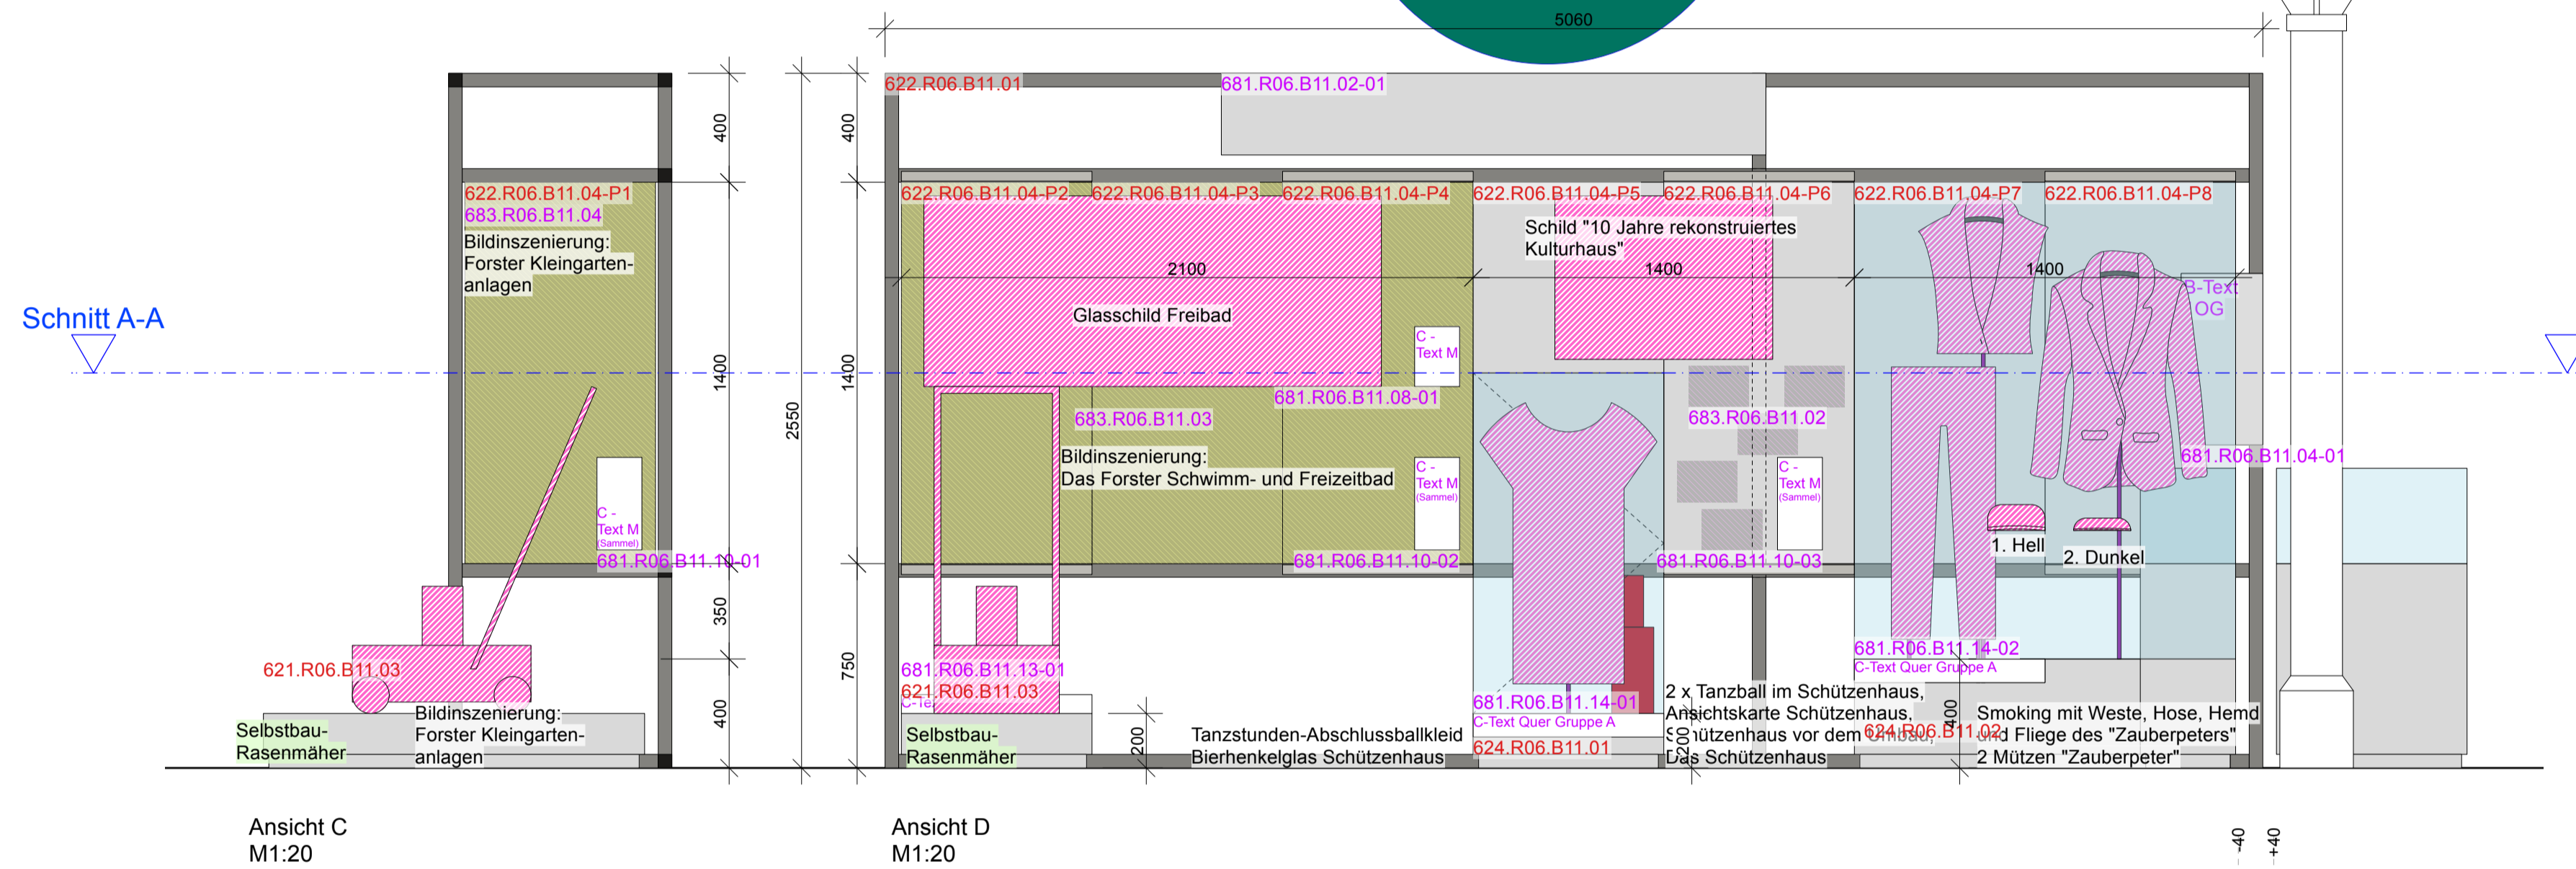 5060
622.R06.B11.01
681.R06.B11.02-01
400
400
622.R06.B11.04-P1
683.R06.B11.04
Bildinszenierung:
Forster Kleingarten-
anlagen
622.R06.B11.04-P2
622.R06.B11.04-P3
622.R06.B11.04-P4
622.R06.B11.04-P5
622.R06.B11.04-P6
622.R06.B11.04-P7
622.R06.B11.04-P8
Schild "10 Jahre rekonstruiertes
Kulturhaus"
2100
1400
1400
B-Text
OG
Schnitt A-A
Glasschild Freibad
C -
Text M
1400
1400
2550
681.R06.B11.08-01
683.R06.B11.03
683.R06.B11.02
Bildinszenierung:
Das Forster Schwimm- und Freizeitbad
681.R06.B11.04-01
C -
Text M
(Sammel)
C -
Text M
(Sammel)
C -
Text M
(Sammel)
681.R06.B11.10-01
681.R06.B11.10-02
681.R06.B11.10-03
1. Hell
2. Dunkel
350
750
400
621.R06.B11.03
681.R06.B11.13-01
621.R06.B11.03
681.R06.B11.14-01
C-Text Quer Gruppe A
624.R06.B11.01
681.R06.B11.14-02
C-Text Quer Gruppe A
Selbstbau-
Rasenmäher
Bildinszenierung:
Forster Kleingarten-
anlagen
Selbstbau-
Rasenmäher
200
Tanzstunden-Abschlussballkleid
Bierhenkelglas Schützenhaus
2 x Tanzball im Schützenhaus,
Ansichtskarte Schützenhaus,
Schützenhaus vor dem Umbau,
Das Schützenhaus
200
624.R06.B11.02
400
Smoking mit Weste, Hose, Hemd
und Fliege des "Zauberpeters"
2 Mützen "Zauberpeter"
Ansicht C
M1:20
Ansicht D
M1:20
-40
+40